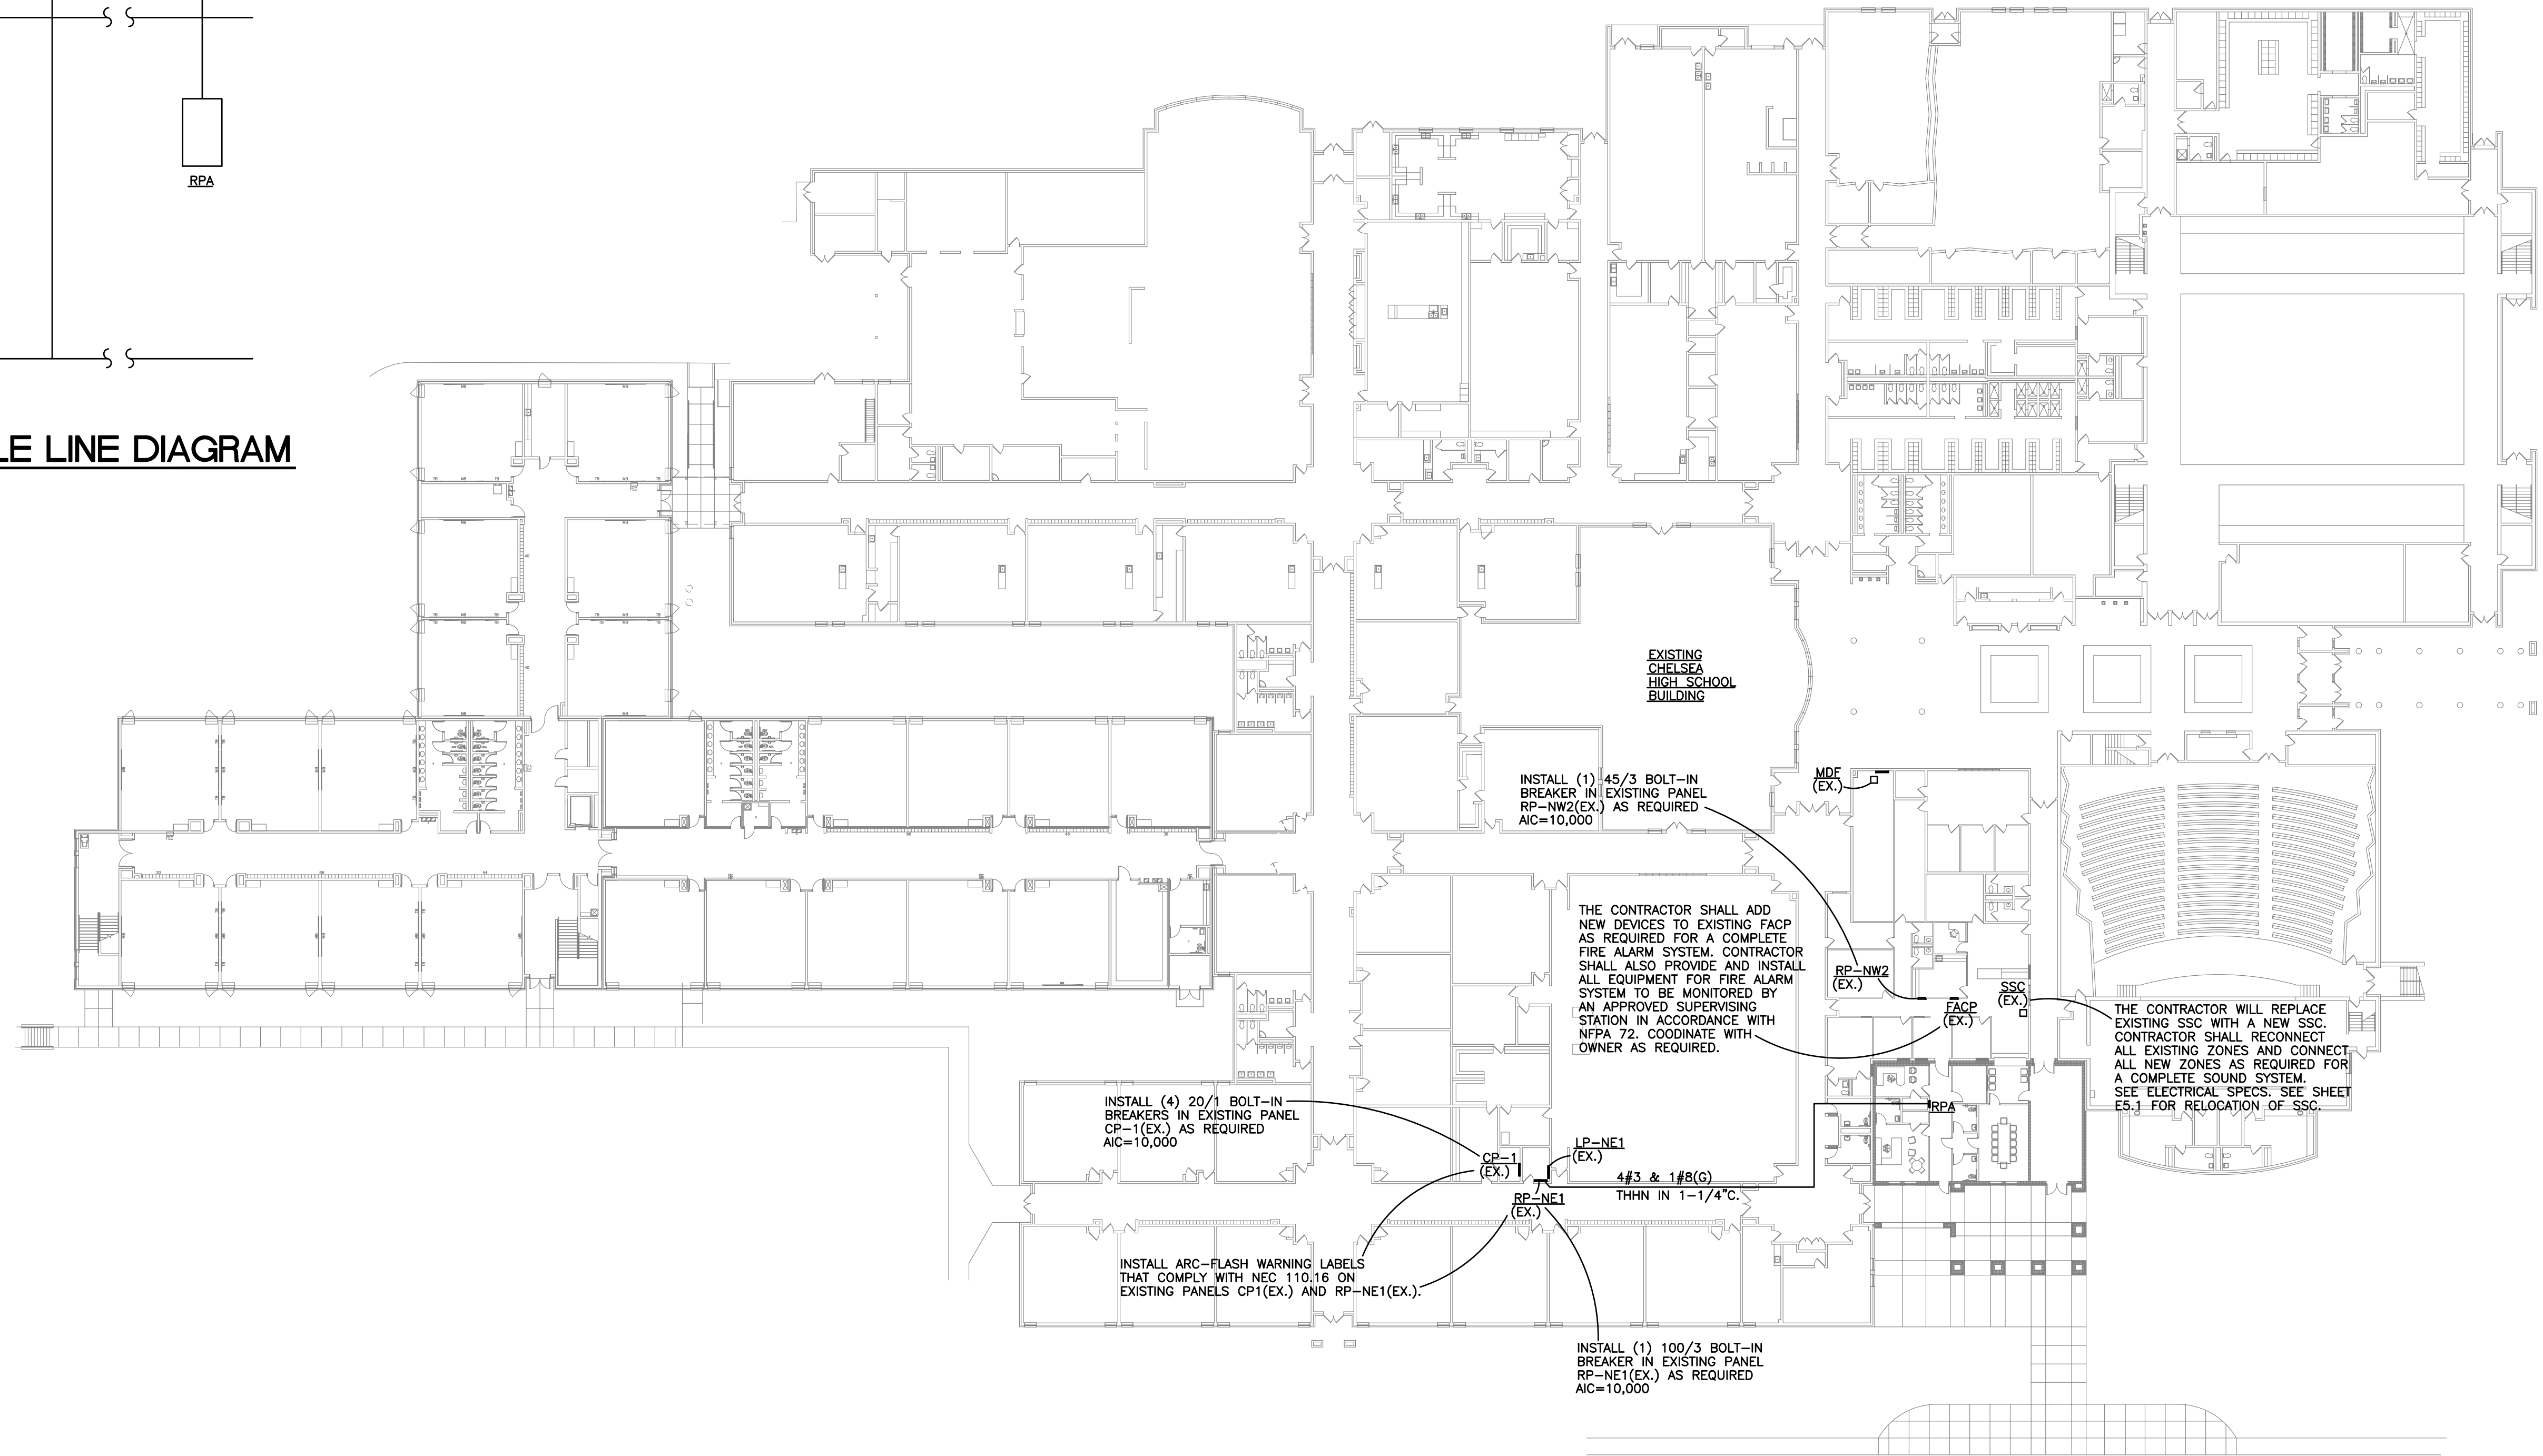 RPA
LE LINE DIAGRAM
EXISTING
CHELSEA
HIGH SCHOOL
BUILDING
INSTALL (1) 45/3 BOLT-IN
BREAKER IN EXISTING PANEL
RP-NW2(EX.) AS REQUIRED
AIC=10,000
MDF
(EX.)
THE CONTRACTOR SHALL ADD
NEW DEVICES TO EXISTING FACP
AS REQUIRED FOR A COMPLETE
FIRE ALARM SYSTEM. CONTRACTOR
SHALL ALSO PROVIDE AND INSTALL
ALL EQUIPMENT FOR FIRE ALARM
SYSTEM TO BE MONITORED BY
AN APPROVED SUPERVISING
STATION IN ACCORDANCE WITH
NFPA 72. COODINATE WITH
OWNER AS REQUIRED.
RP-NW2
(EX.)
FACP
(EX.)
SSC
(EX.)
THE CONTRACTOR WILL REPLACE
EXISTING SSC WITH A NEW SSC.
CONTRACTOR SHALL RECONNECT
ALL EXISTING ZONES AND CONNECT
ALL NEW ZONES AS REQUIRED FOR
A COMPLETE SOUND SYSTEM.
SEE ELECTRICAL SPECS. SEE SHEET
E5.1 FOR RELOCATION OF SSC.
INSTALL (4) 20/1 BOLT-IN
BREAKERS IN EXISTING PANEL
CP-1(EX.) AS REQUIRED
AIC=10,000
RPA
CP-1
(EX.)
LP-NE1
(EX.)
4#3 & 1#8(G)
THHN IN 1-1/4"C.
RP-NE1
(EX.)
INSTALL ARC-FLASH WARNING LABELS
THAT COMPLY WITH NEC 110.16 ON
EXISTING PANELS CP1(EX.) AND RP-NE1(EX.).
INSTALL (1) 100/3 BOLT-IN
BREAKER IN EXISTING PANEL
RP-NE1(EX.) AS REQUIRED
AIC=10,000